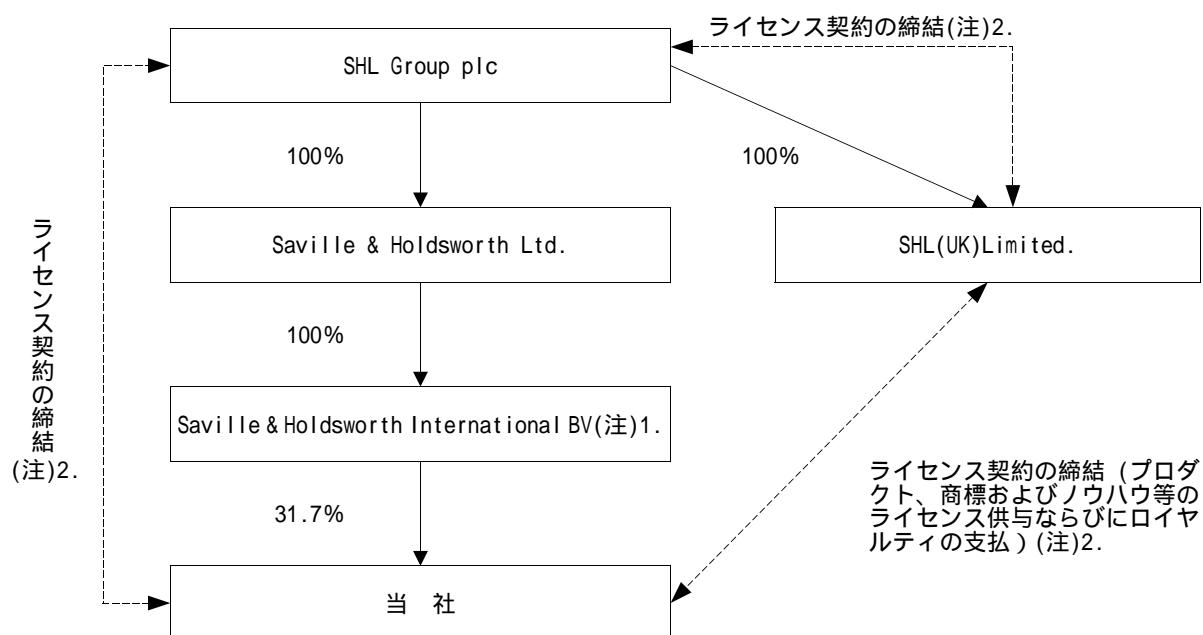 ライセンス契約の締結(注)2.
SHL Group plc
100%
100%
Saville & Holdsworth Ltd.
SHL(UK)Limited.
ライセンス契約の締結
(注)2.
100%
Saville & Holdsworth International BV(注)1.
31.7%
ライセンス契約の締結（プロダ
クト、商標およびノウハウ等の
ライセンス供与ならびにロイヤ
ルティの支払）(注)2.
当　社